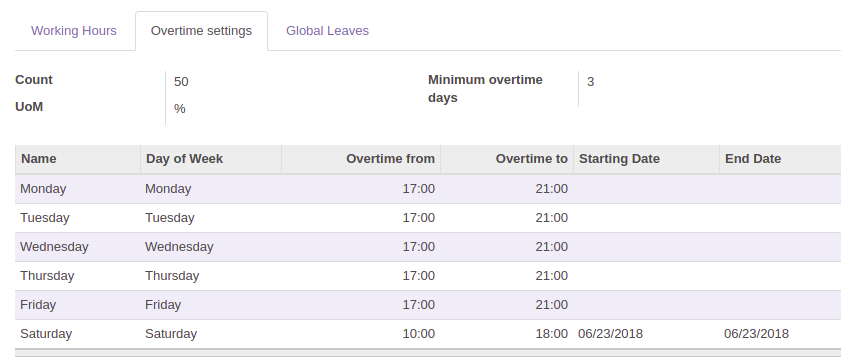 Working Hours Overtime settings Global Leaves
Count 50 Minimum overtime days 3
UoM %
Name Day of Week Overtime from Overtime to Starting Date End Date
Monday Monday 17:00 21:00
Tuesday Tuesday 17:00 21:00
Wednesday Wednesday 17:00 21:00
Thursday Thursday 17:00 21:00
Friday Friday 17:00 21:00
Saturday Saturday 10:00 18:00 06/23/2018 06/23/2018